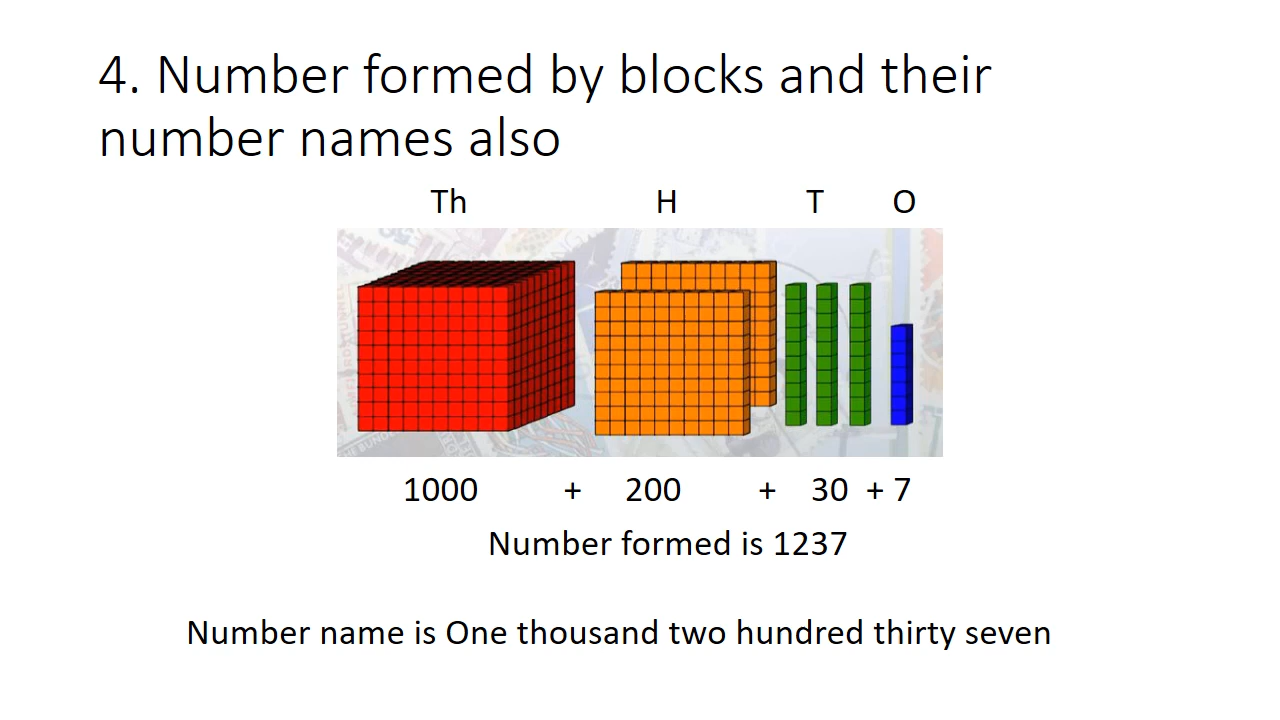 4. Number formed by blocks and their
number names also
Th H T O
1000 + 200 + 30 + 7
Number formed is 1237
Number name is One thousand two hundred thirty seven